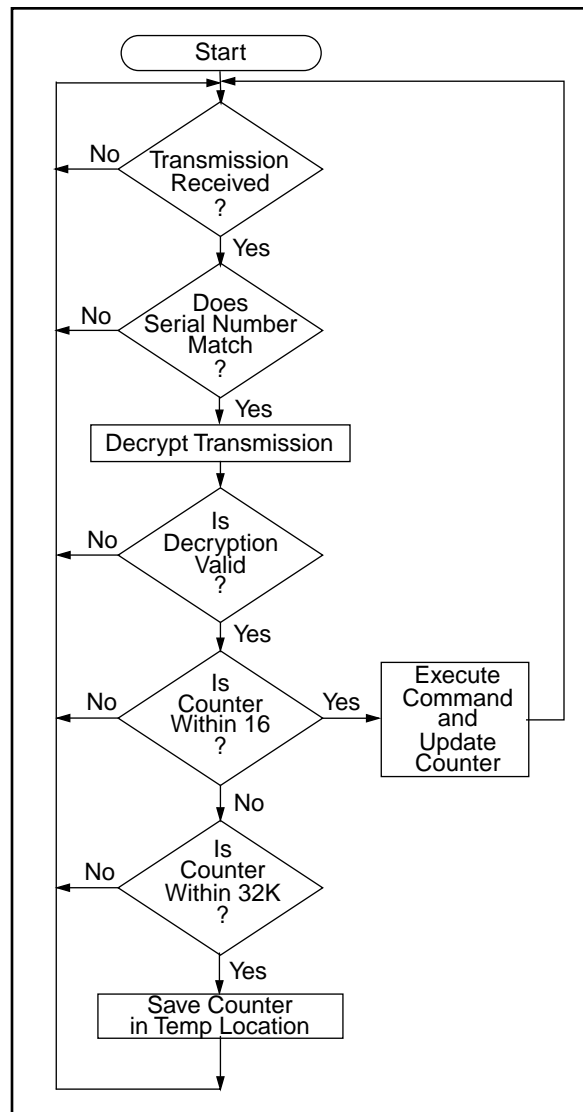 Start
No
Transmission
Received
?
Yes
Does
Serial Number
Match
?
No
Yes
Decrypt Transmission
Is
Decryption
Valid
?
No
Yes
Is
Counter
Within 16
?
No
Yes
Execute
Command
and
Update
Counter
No
Is
Counter
Within 32K
?
No
Yes
Save Counter
in Temp Location